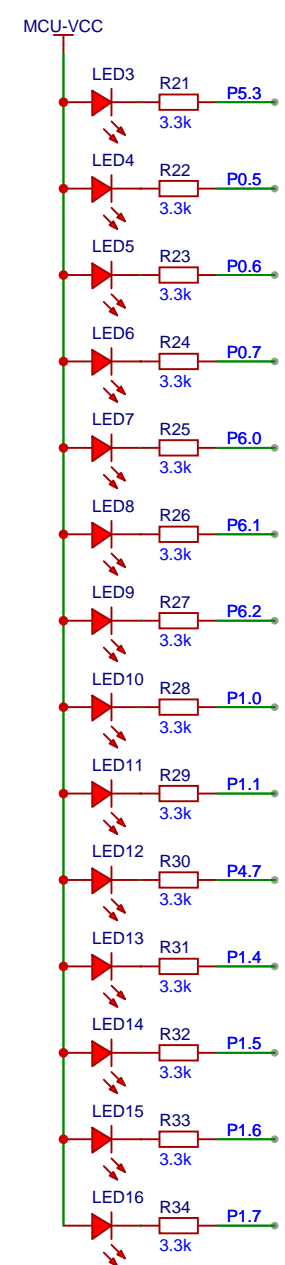 MCU-VCC
LED3 R21 P5.3
3.3k
LED4 R22 P0.5
3.3k
LED5 R23 P0.6
3.3k
LED6 R24 P0.7
3.3k
LED7 R25 P6.0
3.3k
LED8 R26 P6.1
3.3k
LED9 R27 P6.2
3.3k
LED10 R28 P1.0
3.3k
LED11 R29 P1.1
3.3k
LED12 R30 P4.7
3.3k
LED13 R31 P1.4
3.3k
LED14 R32 P1.5
3.3k
LED15 R33 P1.6
3.3k
LED16 R34 P1.7
3.3k